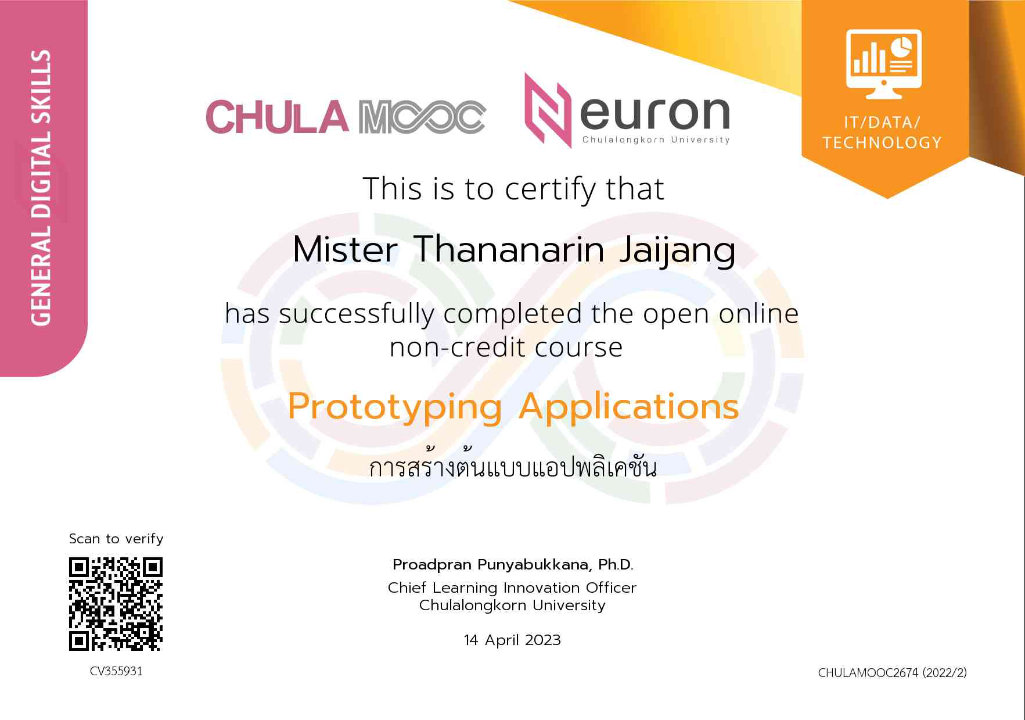 GENERAL DIGITAL SKILLS
CHULA MOOC
Neuron
Chulalongkorn University
IT/DATA/
TECHNOLOGY
This is to certify that
Mister Thananarin Jaijang
has successfully completed the open online
non-credit course
Prototyping Applications
การสร้างต้นแบบแอปพลิเคชัน
Scan to verify
CV355931
Proadpran Punyabukkana, Ph.D.
Chief Learning Innovation Officer
Chulalongkorn University
14 April 2023
CHULAMOOC2674 (2022/2)